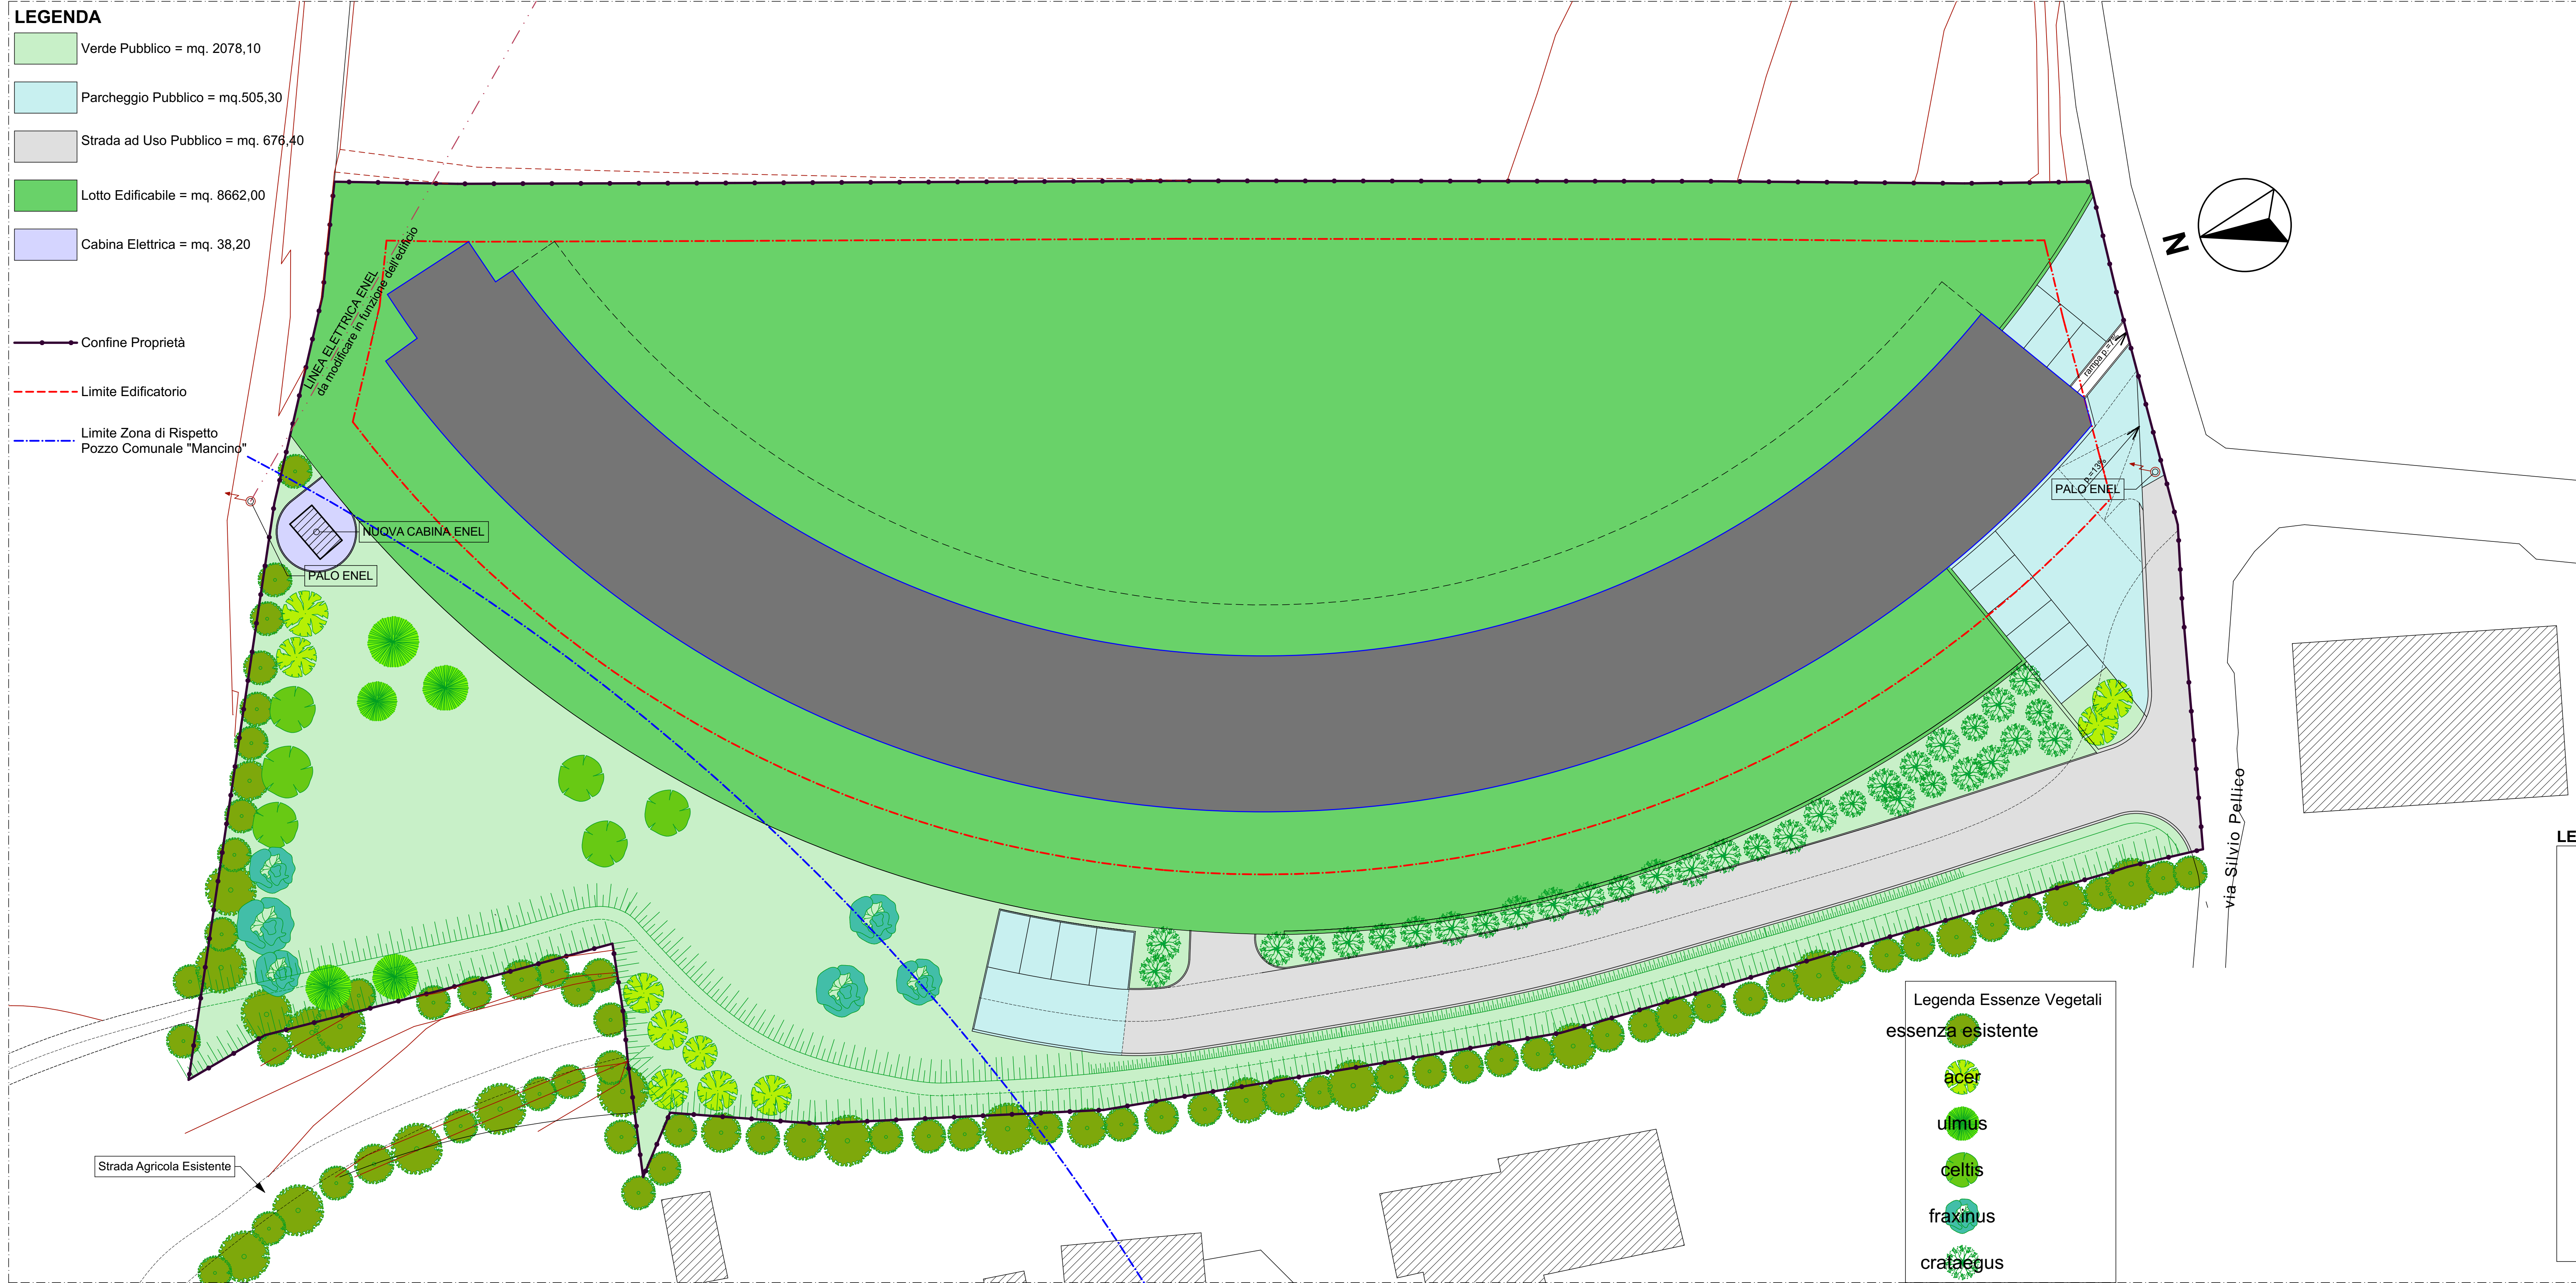 LEGENDA
Verde Pubblico = mq. 2078,10
Parcheggio Pubblico = mq.505,30
Strada ad Uso Pubblico = mq. 676,40
Lotto Edificabile = mq. 8662,00
Cabina Elettrica = mq. 38,20
Confine Proprietà
Limite Edificatorio
Limite Zona di Rispetto
Pozzo Comunale "Mancino"
LINEA ELETTRICA ENEL
da modificare in funzione dell'edificio
N
rampa p.=7%
p.=13%
PALO ENEL
NUOVA CABINA ENEL
PALO ENEL
via Silvio Pellico
LE
Strada Agricola Esistente
Legenda Essenze Vegetali
essenza esistente
acer
ulmus
celtis
fraxinus
crataegus